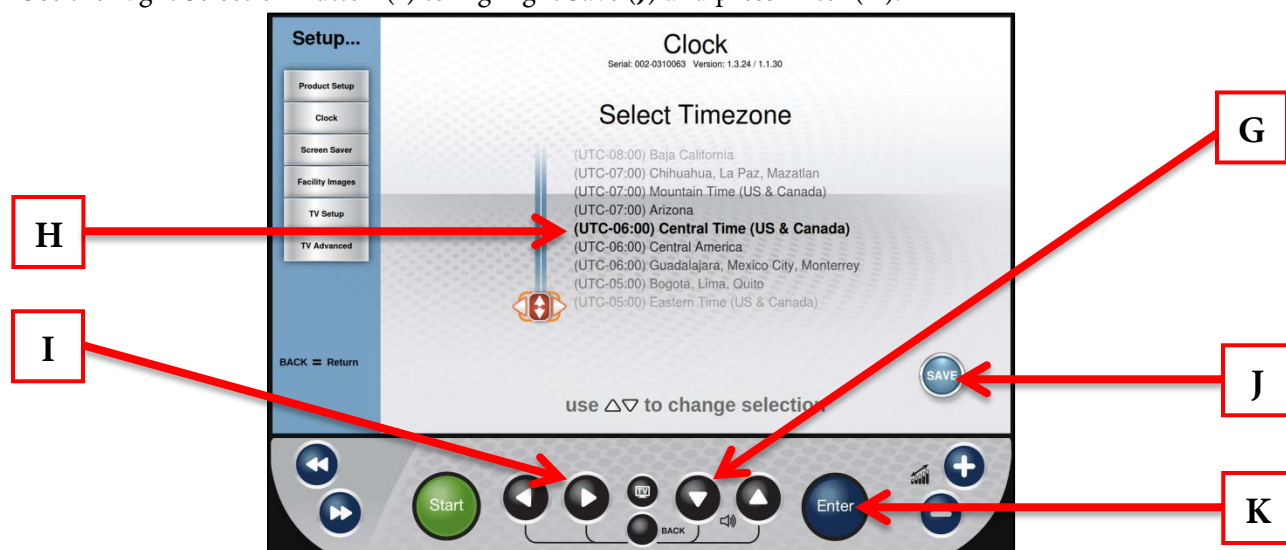 Setup...
Clock
Serial: 002-0310063 Version: 1.3.24 / 1.1.30
Product Setup
Clock
Screen Saver
Facility Images
TV Setup
TV Advanced
BACK = Return
Select Timezone
(UTC-08:00) Baja California
(UTC-07:00) Chihuahua, La Paz, Mazatlan
(UTC-07:00) Mountain Time (US & Canada)
(UTC-07:00) Arizona
(UTC-06:00) Central Time (US & Canada)
(UTC-06:00) Central America
(UTC-06:00) Guadalajara, Mexico City, Monterrey
(UTC-05:00) Bogota, Lima, Quito
(UTC-05:00) Eastern Time (US & Canada)
SAVE
use △▽ to change selection
Start
TV
BACK
Enter
G
H
I
J
K